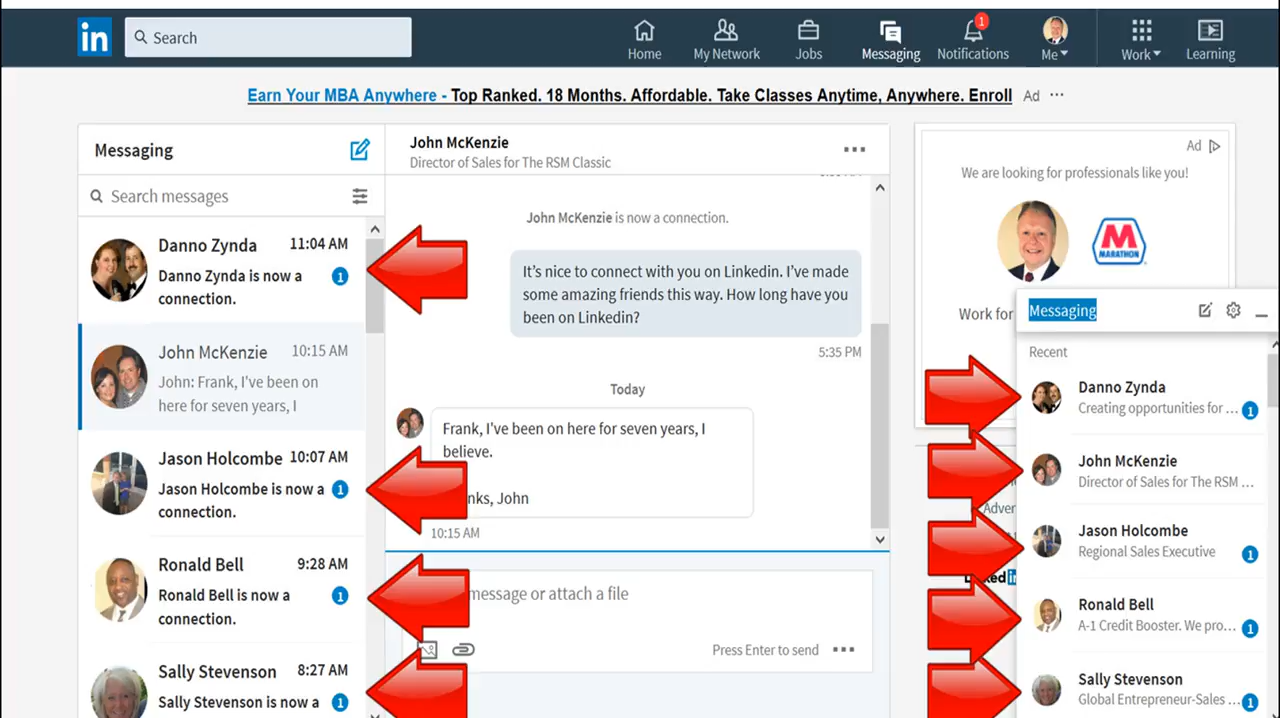 in
Search
Home
My Network
Jobs
Messaging
1
Notifications
Me
Work
Learning
Earn Your MBA Anywhere - Top Ranked. 18 Months. Affordable. Take Classes Anytime, Anywhere. Enroll Ad ···
Messaging
Search messages
Danno Zynda 11:04 AM
Danno Zynda is now a 1
connection.
John McKenzie 10:15 AM
John: Frank, I've been on
here for seven years, I
Jason Holcombe 10:07 AM
Jason Holcombe is now a 1
connection.
Ronald Bell 9:28 AM
Ronald Bell is now a 1
connection.
Sally Stevenson 8:27 AM
Sally Stevenson is now a 1
John McKenzie
Director of Sales for The RSM Classic
John McKenzie is now a connection.
It's nice to connect with you on Linkedin. I've made
some amazing friends this way. How long have you
been on Linkedin?
5:35 PM
Today
Frank, I've been on here for seven years, I
believe.
nks, John
10:15 AM
message or attach a file
Press Enter to send
Ad
We are looking for professionals like you!
M
MARATHON
Work for
Adver
in
Messaging
Recent
Danno Zynda
Creating opportunities for ... 1
John McKenzie
Director of Sales for The RSM ...
Jason Holcombe
Regional Sales Executive 1
Ronald Bell
A-1 Credit Booster. We pro... 1
Sally Stevenson
Global Entrepreneur-Sales ... 1